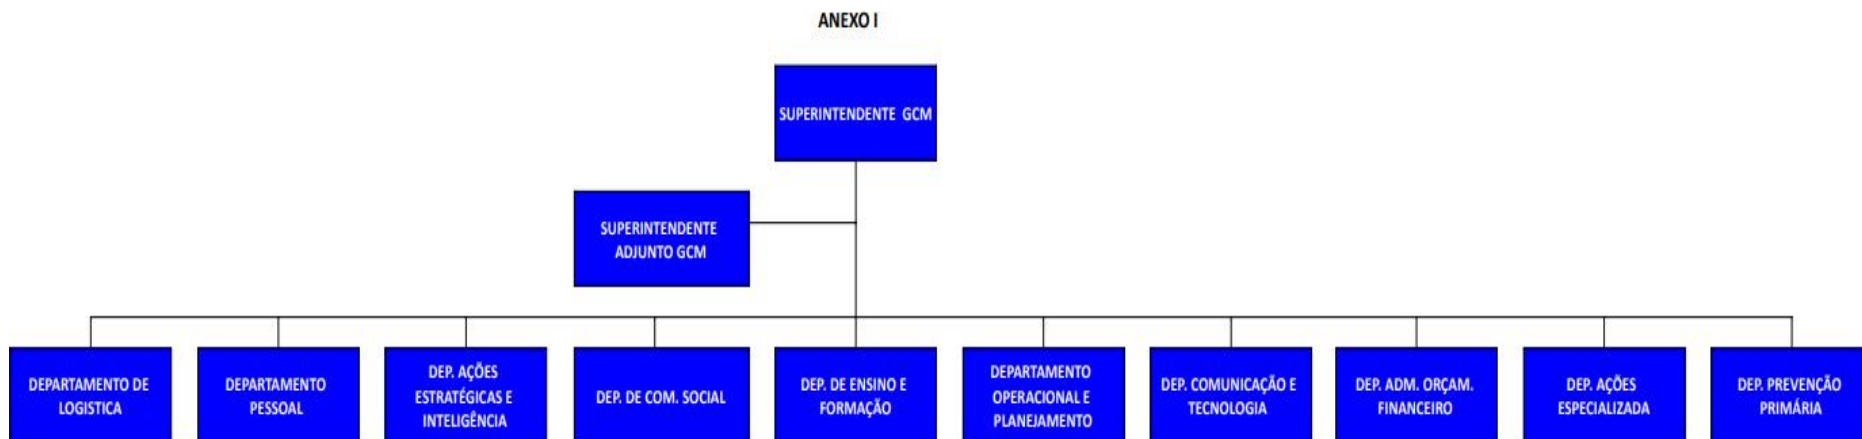 ANEXO I
SUPERINTENDENTE GCM
SUPERINTENDENTE
ADJUNTO GCM
DEPARTAMENTO DE
LOGISTICA
DEPARTAMENTO
PESSOAL
DEP. AÇÕES
ESTRATÉGICAS E
INTELIGÊNCIA
DEP. DE COM. SOCIAL
DEP. DE ENSINO E
FORMAÇÃO
DEPARTAMENTO
OPERACIONAL E
PLANEJAMENTO
DEP. COMUNICAÇÃO E
TECNOLOGIA
DEP. ADM. ORÇAM.
FINANCEIRO
DEP. AÇÕES
ESPECIALIZADA
DEP. PREVENÇÃO
PRIMÁRIA